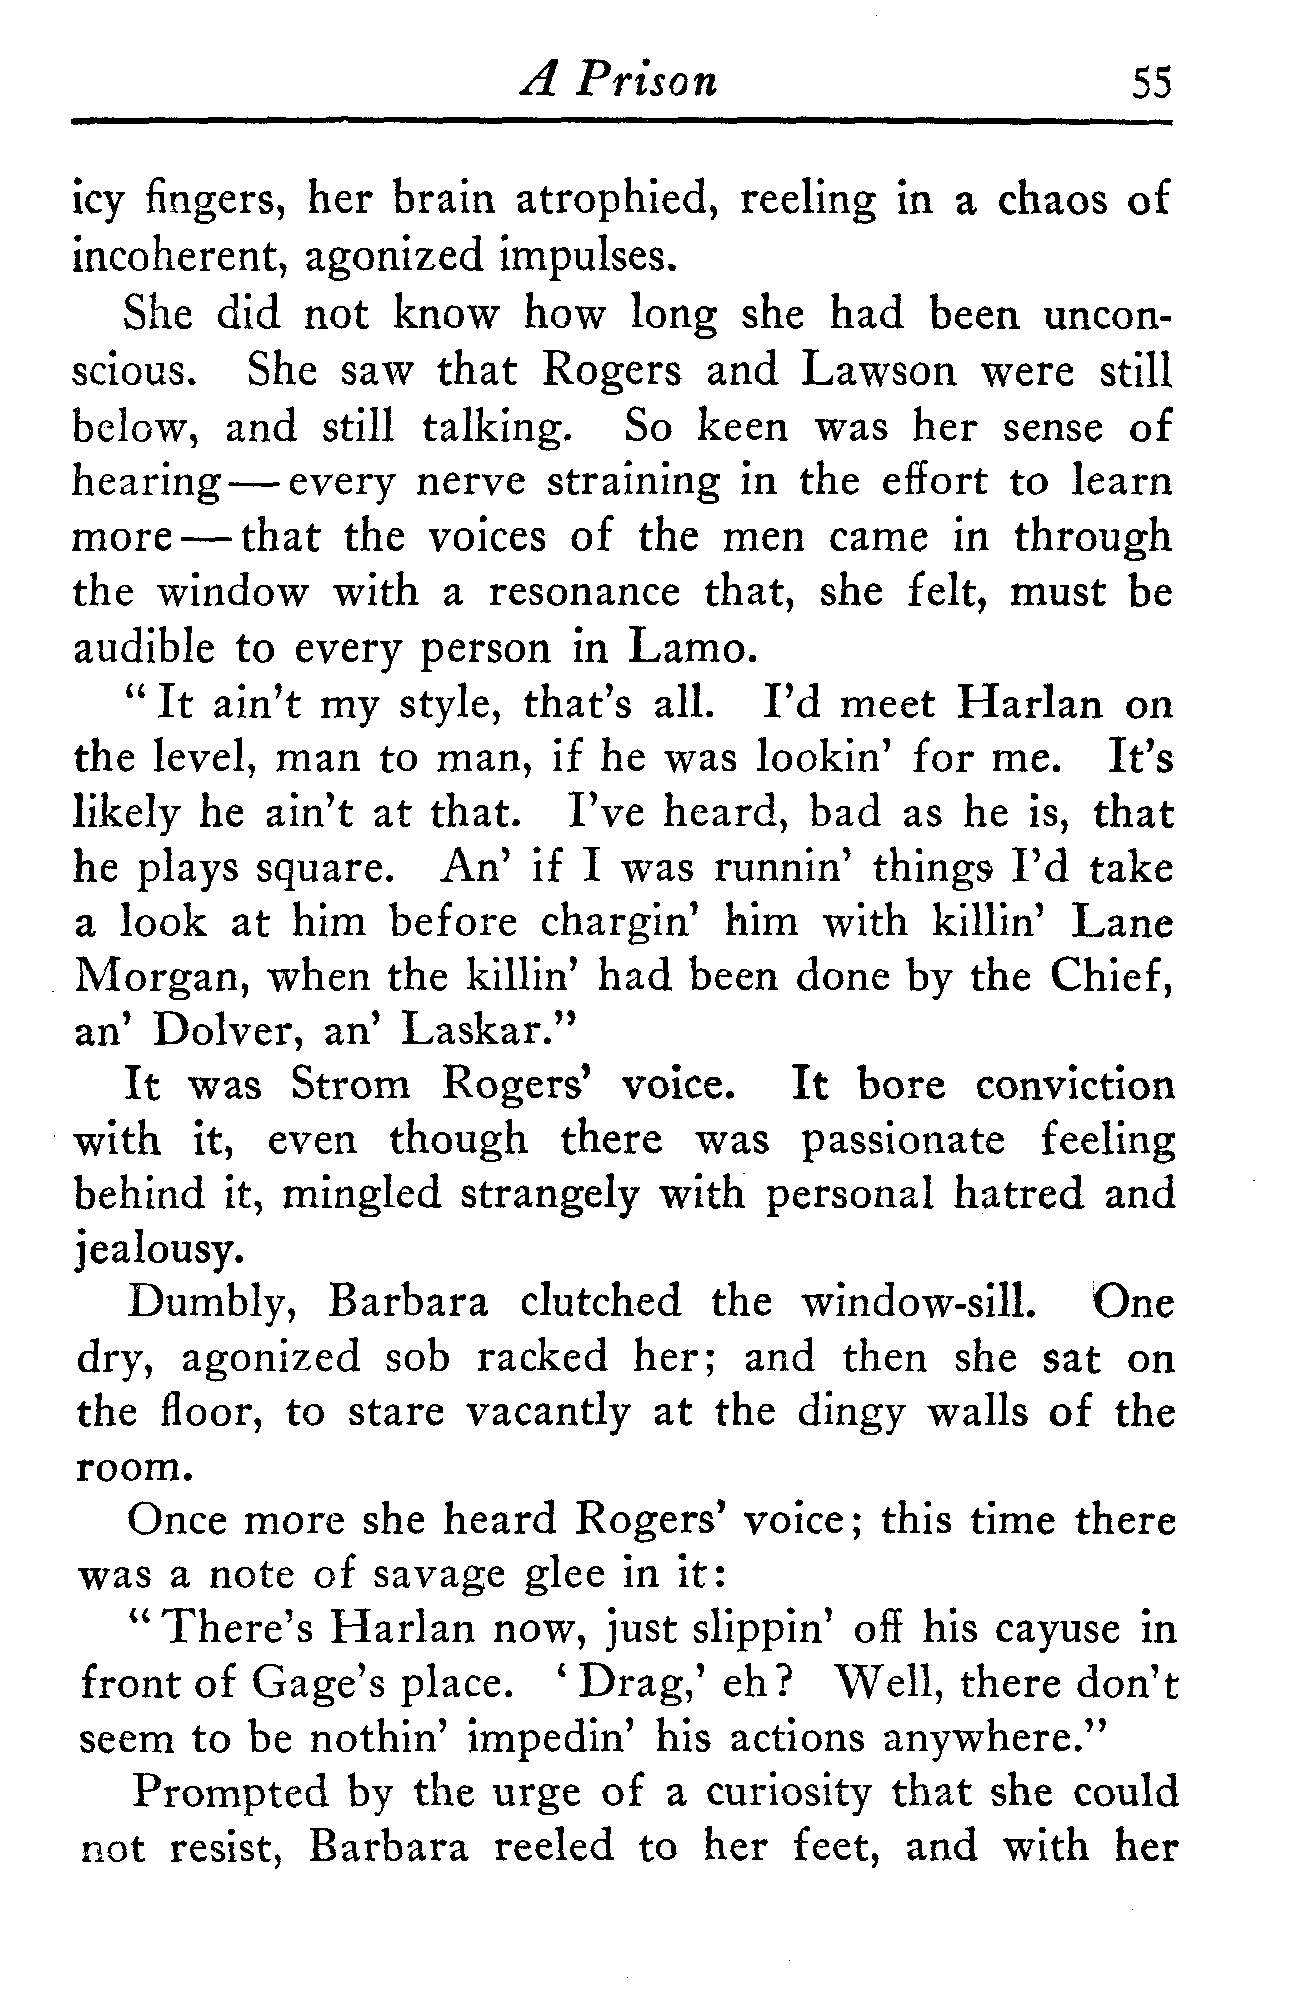 A Prison 55
icy fingers, her brain atrophied, reeling in a chaos of
incoherent, agonized impulses.
She did not know how long she had been uncon-
scious. She saw that Rogers and Lawson were still
below, and still talking. So keen was her sense of
hearing — every nerve straining in the effort to learn
more — that the voices of the men came in through
the window with a resonance that, she felt, must be
audible to every person in Lamo.
“ It ain’t my style, that’s all. I’d meet Harlan on
the level, man to man, if he was lookin’ for me. It’s
likely he ain’t at that. I’ve heard, bad as he is, that
he plays square. An’ if I was runnin’ things I’d take
a look at him before chargin’ him with killin’ Lane
Morgan, when the killin’ had been done by the Chief,
an’ Dolver, an’ Laskar.”
It was Strom Rogers’ voice. It bore conviction
with it, even though there was passionate feeling
behind it, mingled strangely with personal hatred and
jealousy.
Dumbly, Barbara clutched the window-sill. One
dry, agonized sob racked her; and then she sat on
the floor, to stare vacantly at the dingy walls of the
room.
Once more she heard Rogers’ voice; this time there
was a note of savage glee in it:
“ There’s Harlan now, just slippin’ off his cayuse in
front of Gage’s place. ‘ Drag,’ eh? Well, there don’t
seem to be nothin’ impedin’ his actions anywhere.”
Prompted by the urge of a curiosity that she could
not resist, Barbara reeled to her feet, and with her